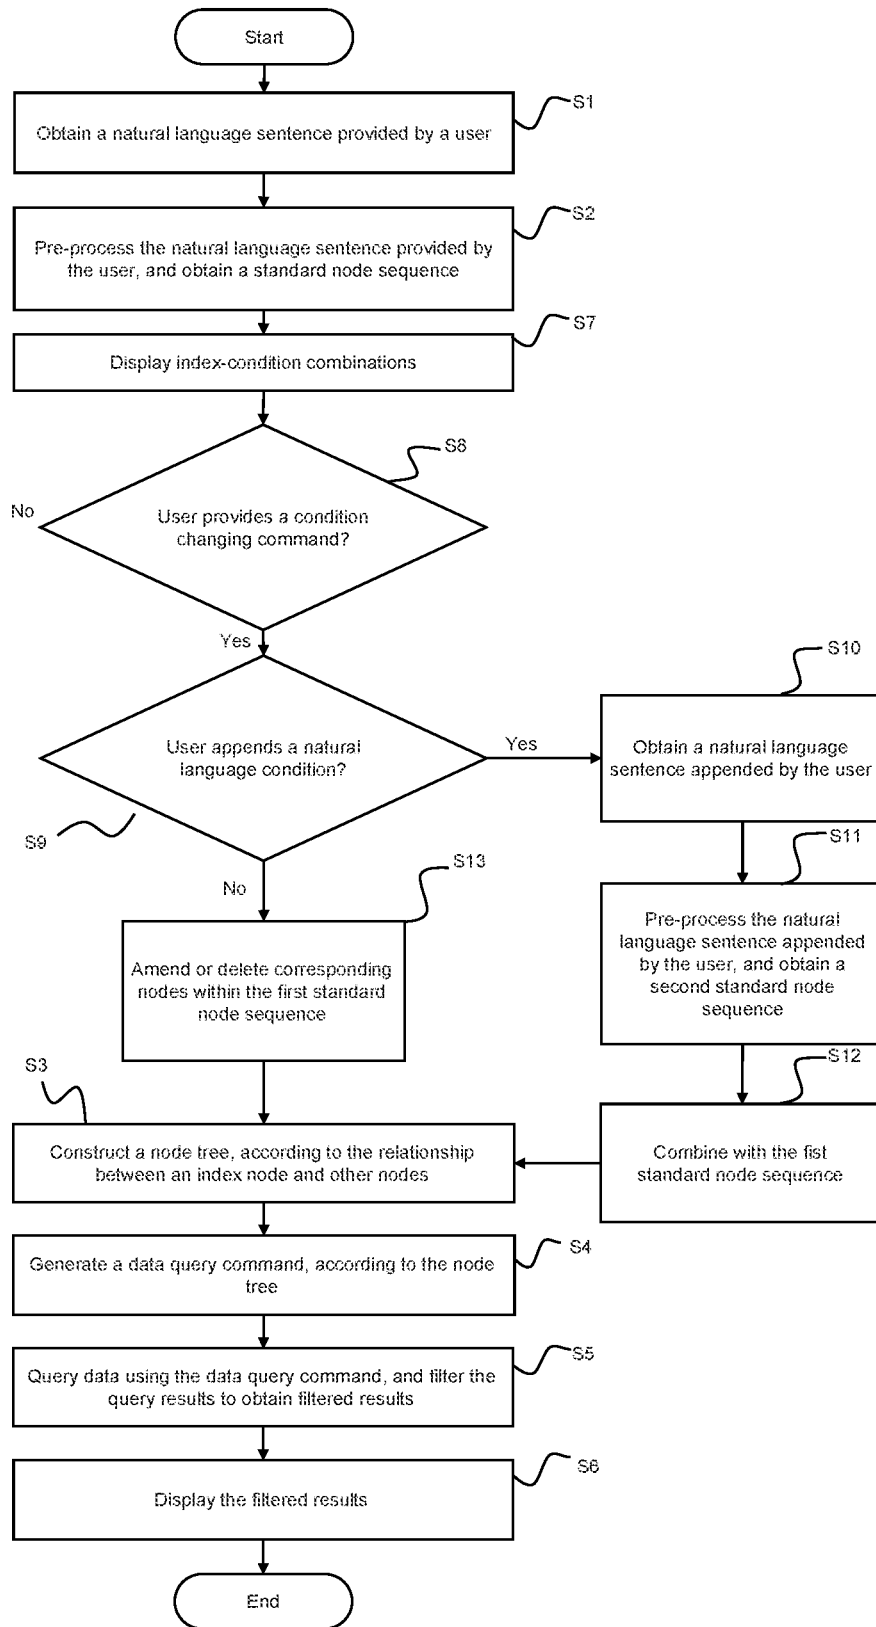 Start
S1
Obtain a natural language sentence provided by a user
S2
Pre-process the natural language sentence provided by
the user, and obtain a standard node sequence
S7
Display index-condition combinations
S8
No
User provides a condition
changing command?
Yes
S10
User appends a natural
language condition?
Yes
Obtain a natural language
sentence appended by the user
S9
S11
No
S13
Pre-process the natural
language sentence appended
by the user, and obtain a
second standard node
sequence
Amend or delete corresponding
nodes within the first standard
node sequence
S3
S12
Construct a node tree, according to the relationship
between an index node and other nodes
Combine with the fist
standard node sequence
S4
Generate a data query command, according to the node
tree
S5
Query data using the data query command, and filter the
query results to obtain filtered results
S6
Display the filtered results
End